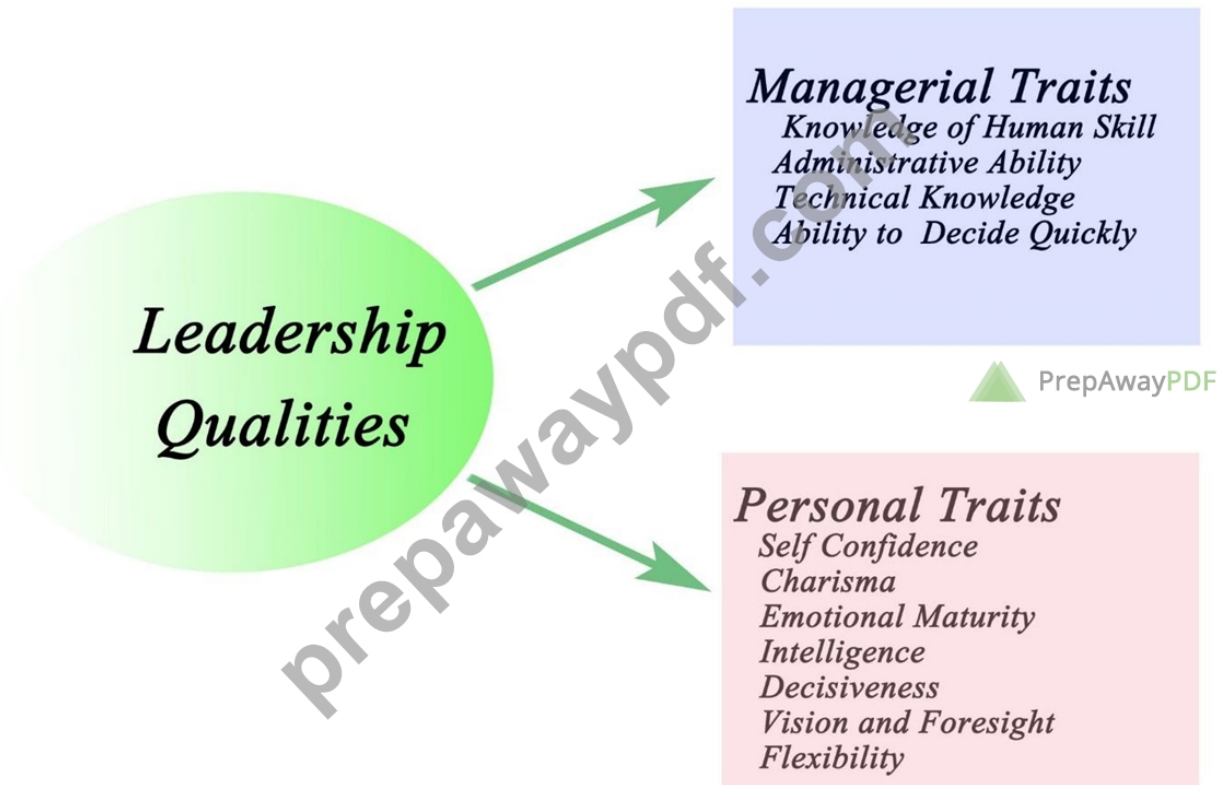 Leadership
Qualities
Managerial Traits
Knowledge of Human Skill
Administrative Ability
Technical Knowledge
Ability to Decide Quickly
PrepAwayPDF
Personal Traits
Self Confidence
Charisma
Emotional Maturity
Intelligence
Decisiveness
Vision and Foresight
Flexibility
prepawaypdf.com